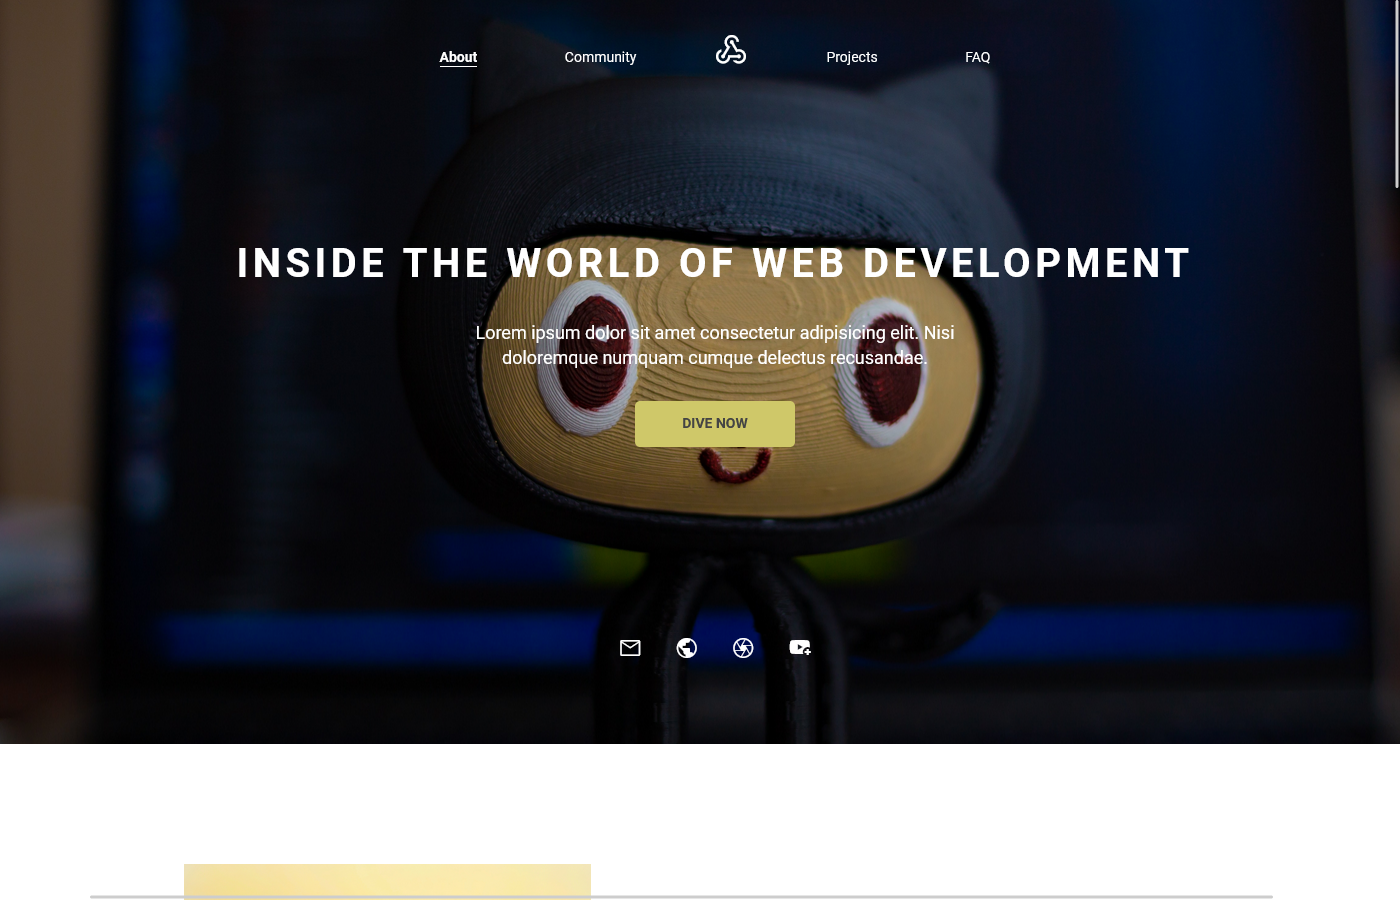 About
Community
Projects
FAQ
INSIDE THE WORLD OF WEB DEVELOPMENT
Lorem ipsum dolor sit amet consectetur adipisicing elit. Nisi
doloremque numquam cumque delectus recusandae.
DIVE NOW